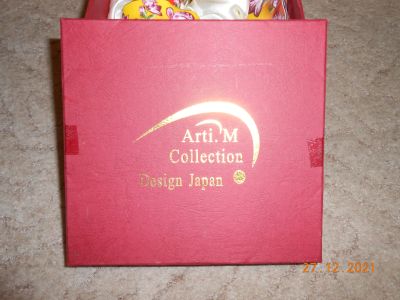 Arti.'M
Collection
Design Japan
27.12.2021